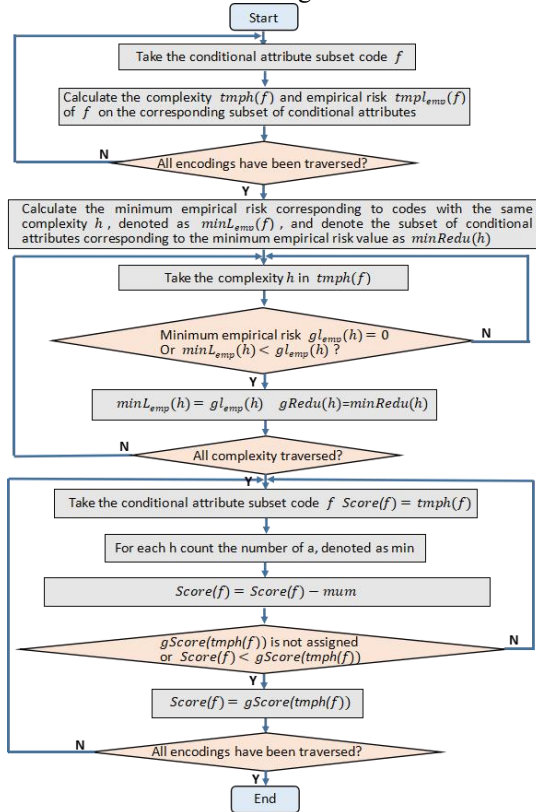 Start
Take the conditional attribute subset code f
Calculate the complexity tmph(f) and empirical risk tmpl_emp(f)
of f on the corresponding subset of conditional attributes
N
All encodings have been traversed?
Y
Calculate the minimum empirical risk corresponding to codes with the same
complexity h , denoted as minL_emp(f) , and denote the subset of conditional
attributes corresponding to the minimum empirical risk value as minRedu(h)
Take the complexity h in tmph(f)
Minimum empirical risk gl_emp(h) = 0
Or minL_emp(h) < gl_emp(h) ?
N
Y
minL_emp(h) = gl_emp(h) gRedu(h)=minRedu(h)
N
All complexity traversed?
Y
Take the conditional attribute subset code f Score(f) = tmph(f)
For each h count the number of a, denoted as min
Score(f) = Score(f) − mum
gScore(tmph(f)) is not assigned
or Score(f) < gScore(tmph(f))
N
Y
Score(f) = gScore(tmph(f))
N
All encodings have been traversed?
Y
End